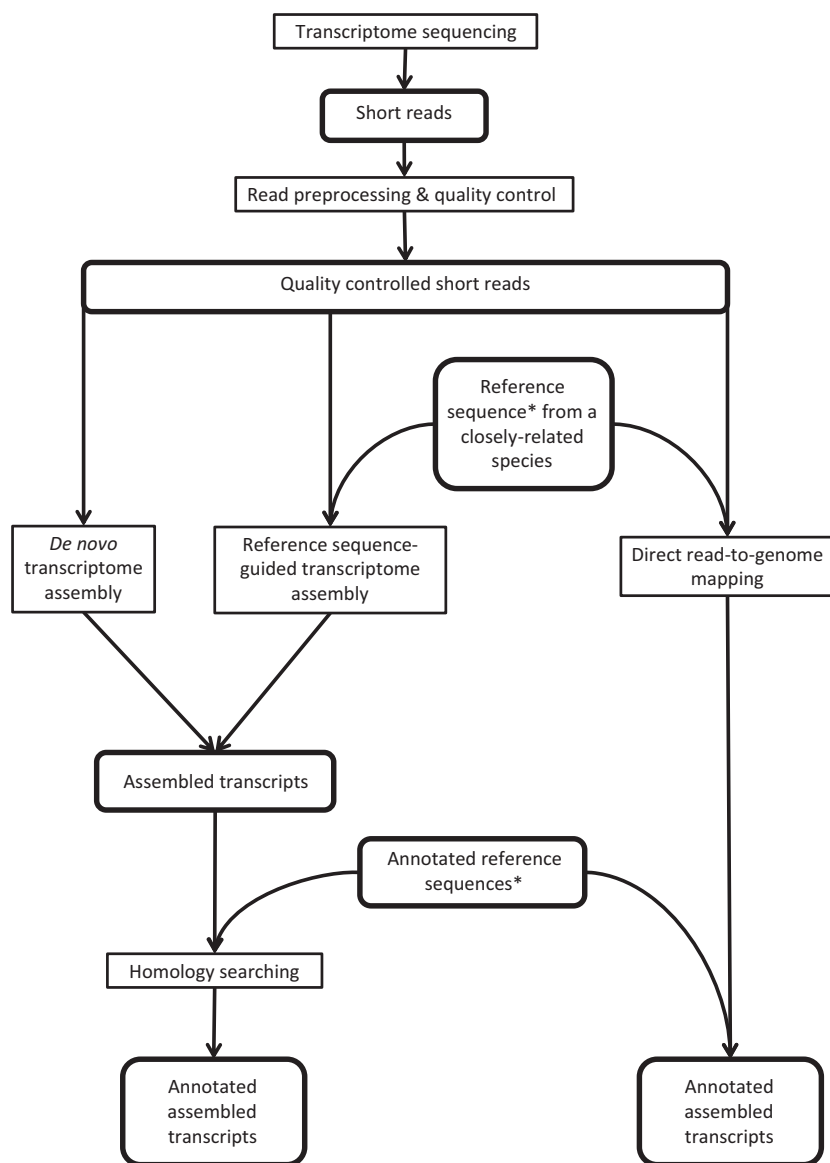 Transcriptome sequencing
Short reads
Read preprocessing & quality control
Quality controlled short reads
Reference
sequence* from a
closely-related
species
De novo
transcriptome
assembly
Reference sequence-
guided transcriptome
assembly
Direct read-to-genome
mapping
Assembled transcripts
Annotated reference
sequences*
Homology searching
Annotated
assembled
transcripts
Annotated
assembled
transcripts